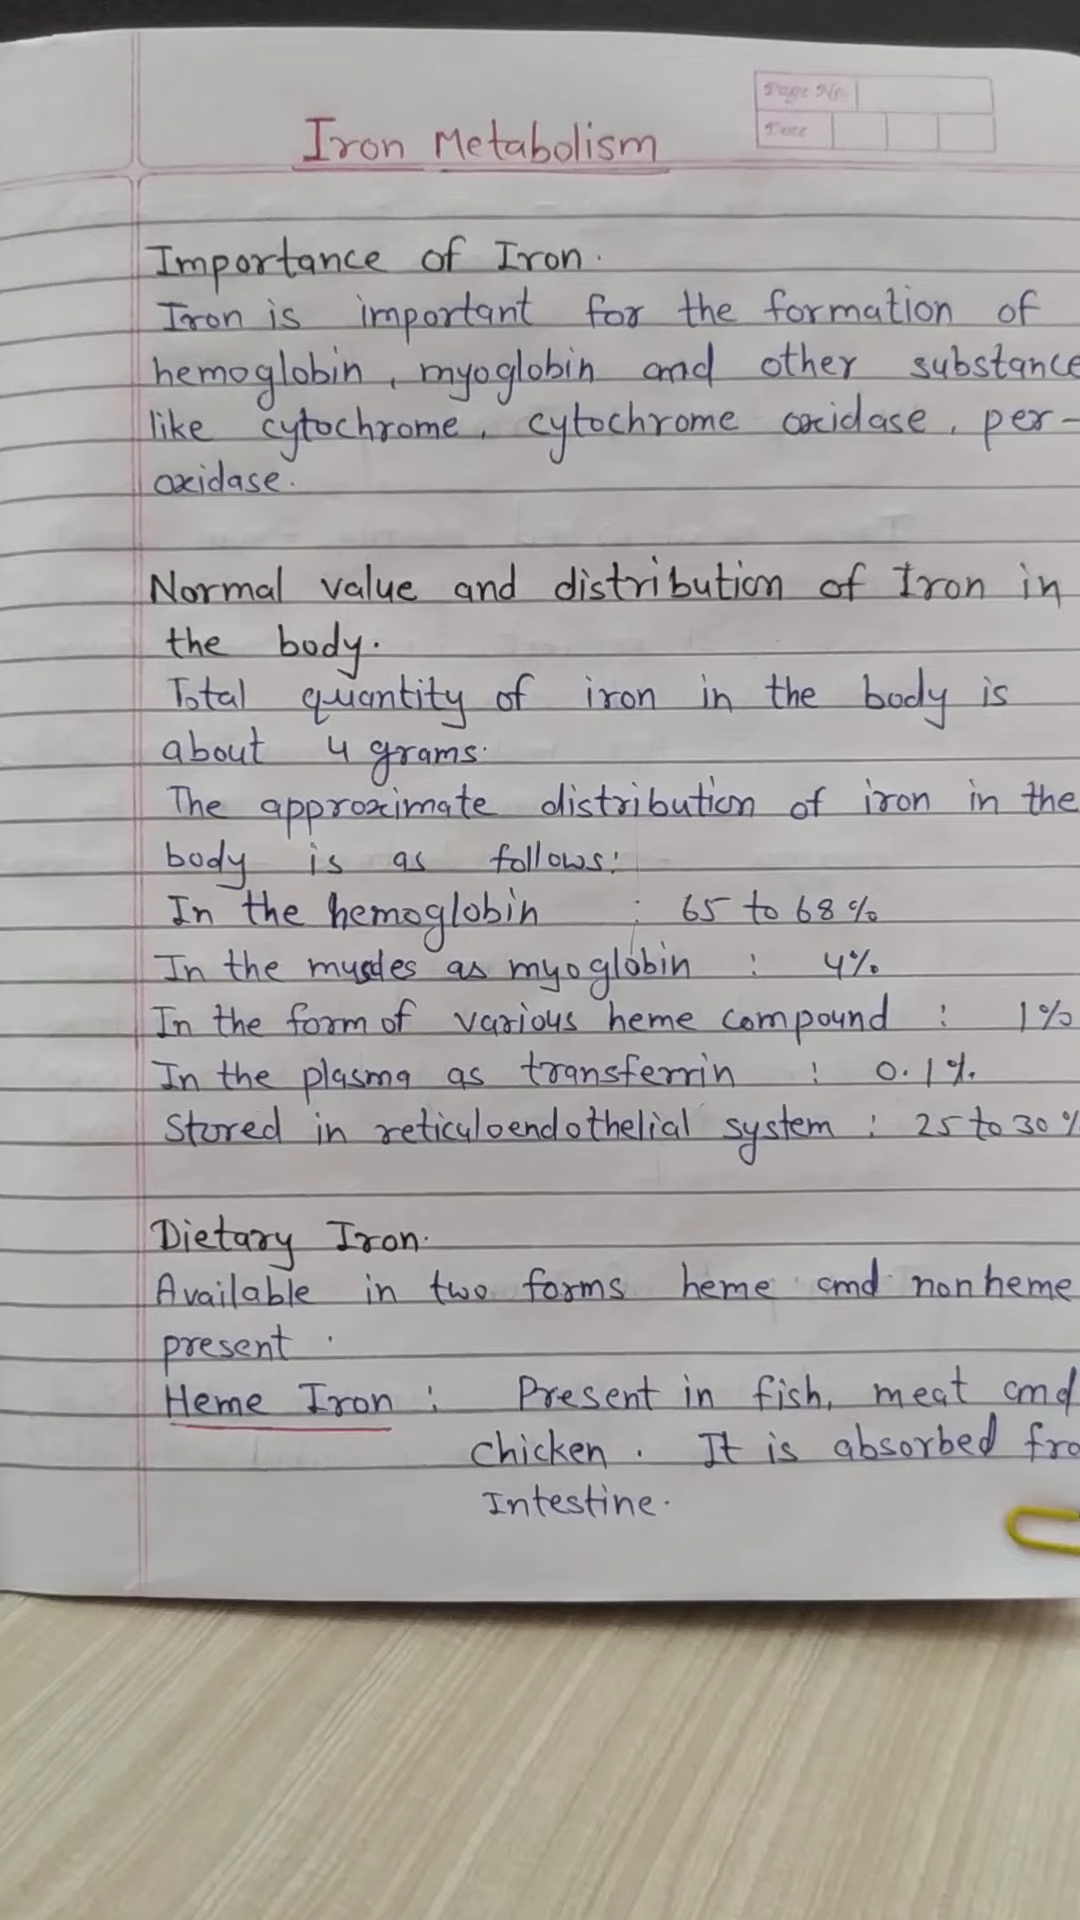 Page No.
Date
Iron Metabolism
Importance of Iron.
Iron is important for the formation of
hemoglobin, myoglobin and other substance
like cytochrome, cytochrome oxidase, per-
oxidase.
Normal value and distribution of Iron in
the body.
Total quantity of iron in the body is
about 4 grams.
The approximate distribution of iron in the
body is as follows:
In the hemoglobin : 65 to 68%
In the muscles as myoglobin : 4%
In the form of various heme compound : 1%
In the plasma as transferrin : 0.1%.
Stored in reticuloendothelial system : 25 to 30%
Dietary Iron.
Available in two forms heme and nonheme
present.
Heme Iron : Present in fish, meat and
chicken. It is absorbed fro
Intestine.